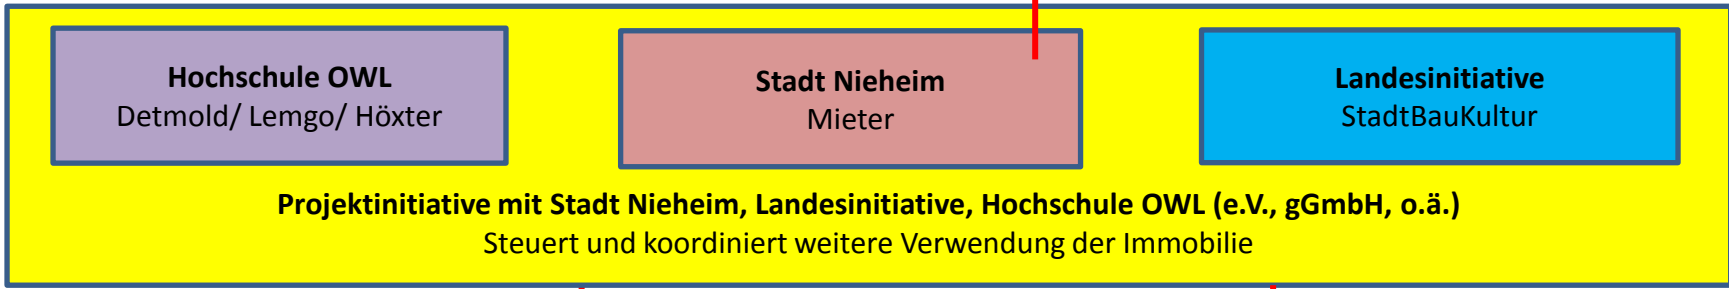 Hochschule OWL
Detmold/ Lemgo/ Höxter
Stadt Nieheim
Mieter
Landesinitiative
StadtBauKultur
Projektinitiative mit Stadt Nieheim, Landesinitiative, Hochschule OWL (e.V., gGmbH, o.ä.)
Steuert und koordiniert weitere Verwendung der Immobilie